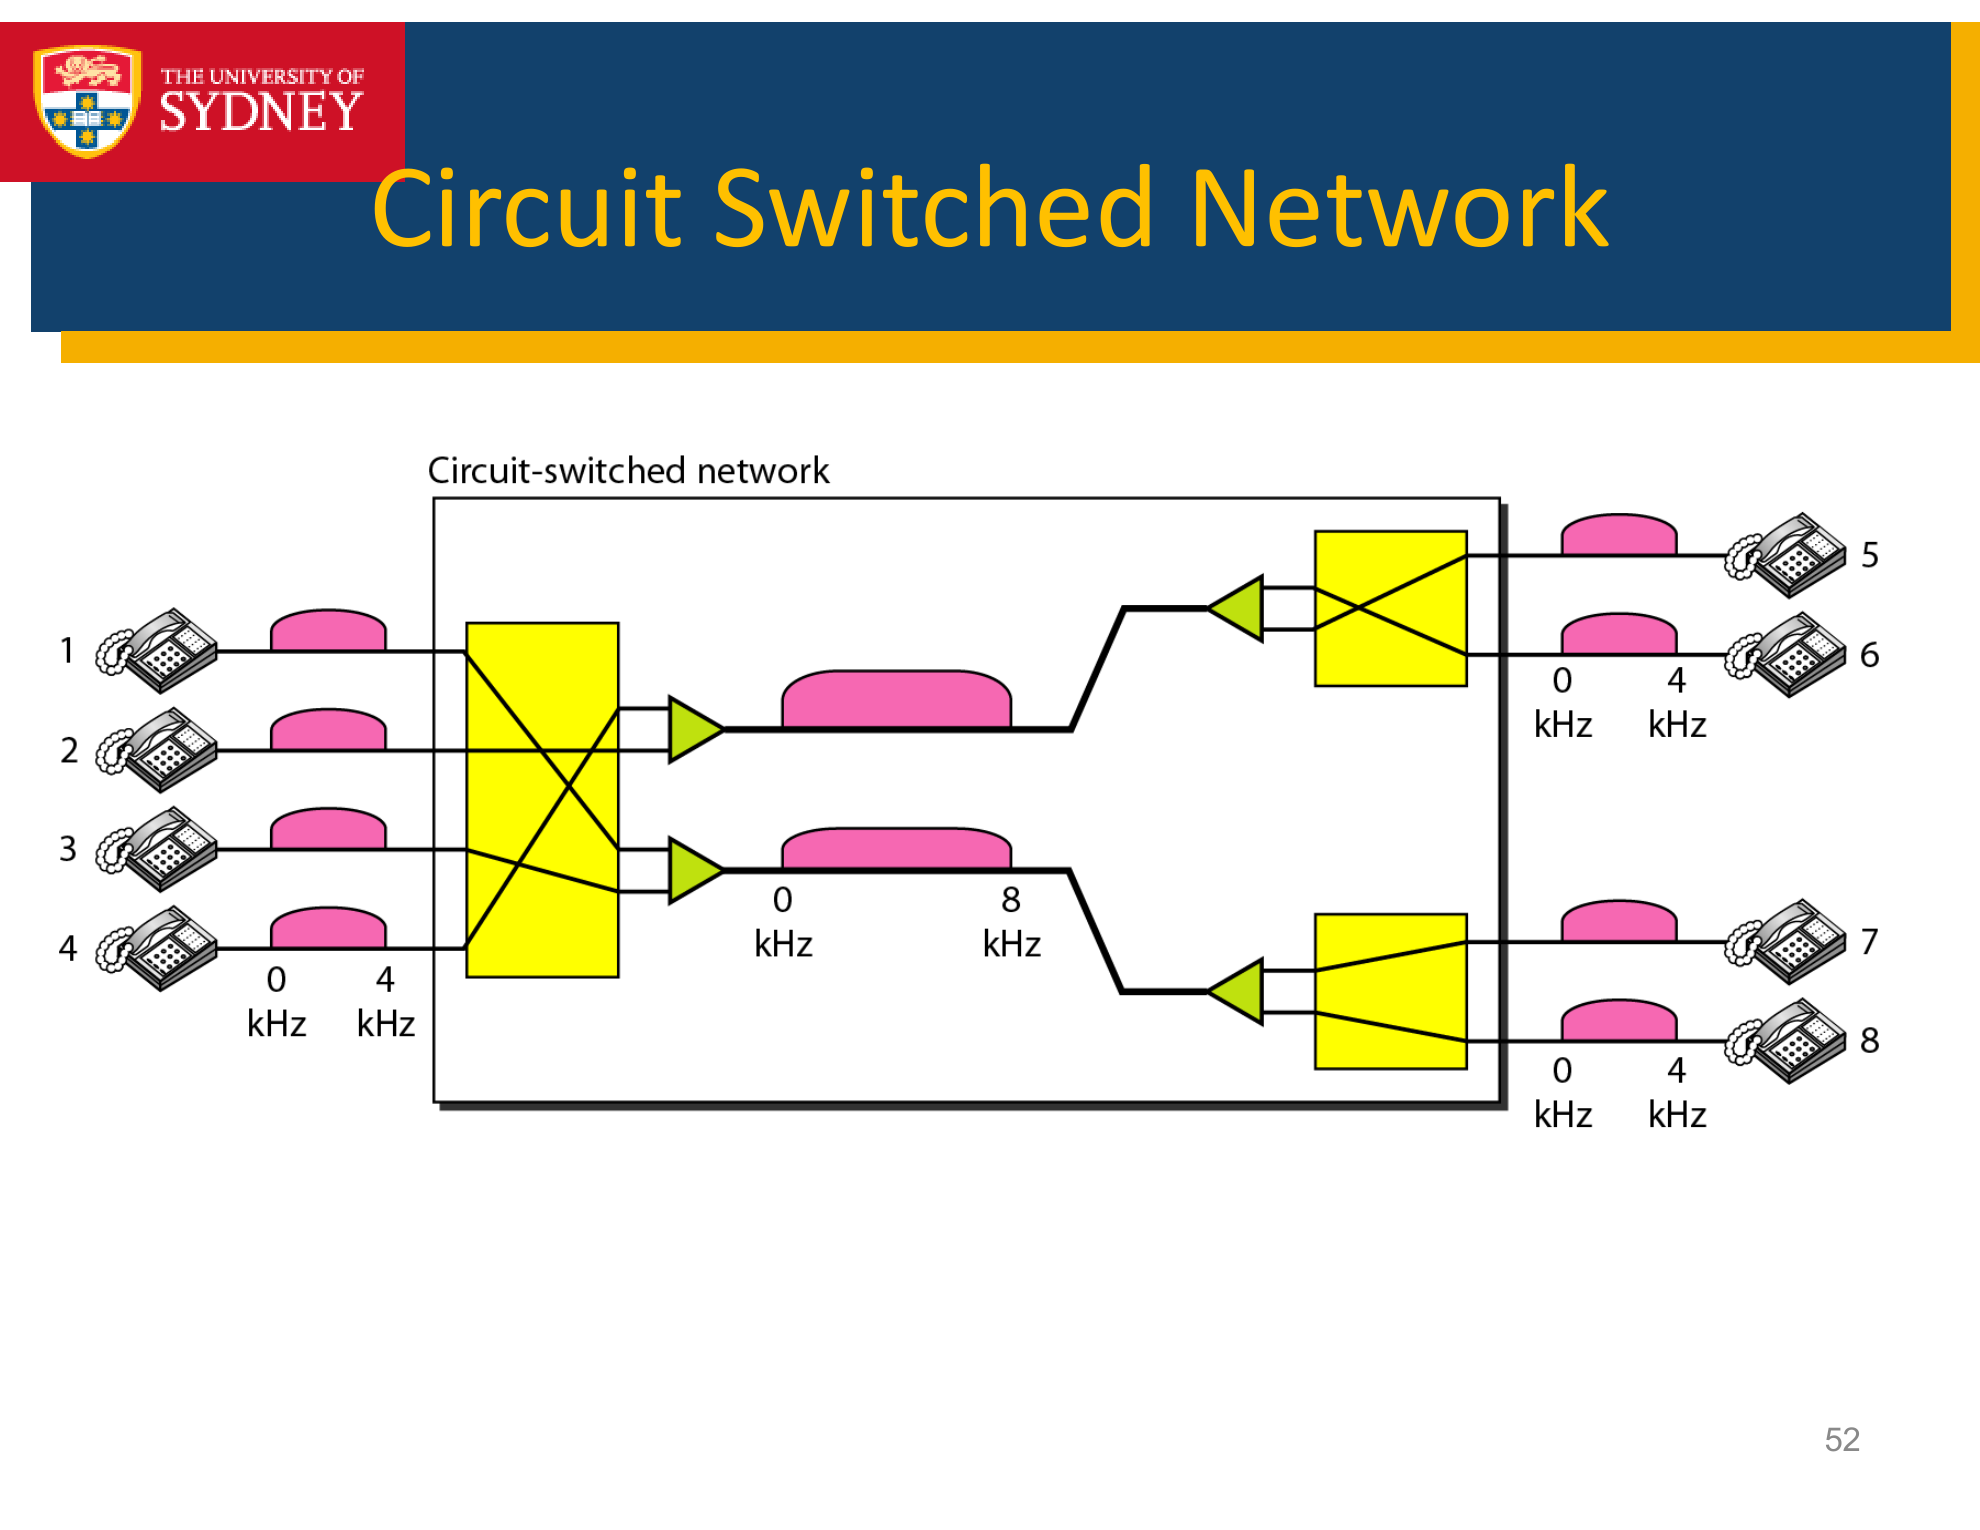 THE UNIVERSITY OF
SYDNEY
Circuit Switched Network
Circuit-switched network
1
2
3
4
0 kHz
4 kHz
0 kHz
8 kHz
5
6
0 kHz
4 kHz
7
8
0 kHz
4 kHz
52